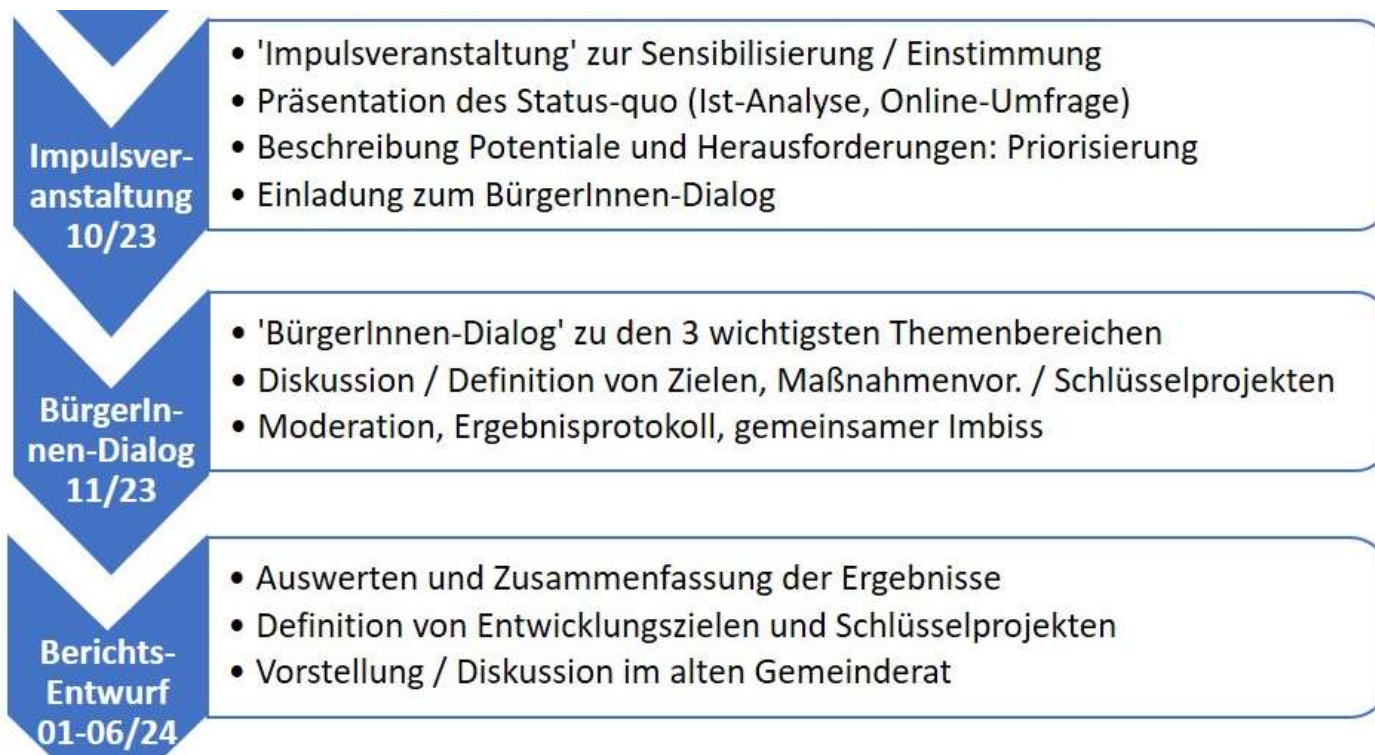 Impulsver-
anstaltung
10/23
• 'Impulsveranstaltung' zur Sensibilisierung / Einstimmung
• Präsentation des Status-quo (Ist-Analyse, Online-Umfrage)
• Beschreibung Potentiale und Herausforderungen: Priorisierung
• Einladung zum BürgerInnen-Dialog
BürgerIn-
nen-Dialog
11/23
• 'BürgerInnen-Dialog' zu den 3 wichtigsten Themenbereichen
• Diskussion / Definition von Zielen, Maßnahmenvor. / Schlüsselprojekten
• Moderation, Ergebnisprotokoll, gemeinsamer Imbiss
Berichts-
Entwurf
01-06/24
• Auswerten und Zusammenfassung der Ergebnisse
• Definition von Entwicklungszielen und Schlüsselprojekten
• Vorstellung / Diskussion im alten Gemeinderat